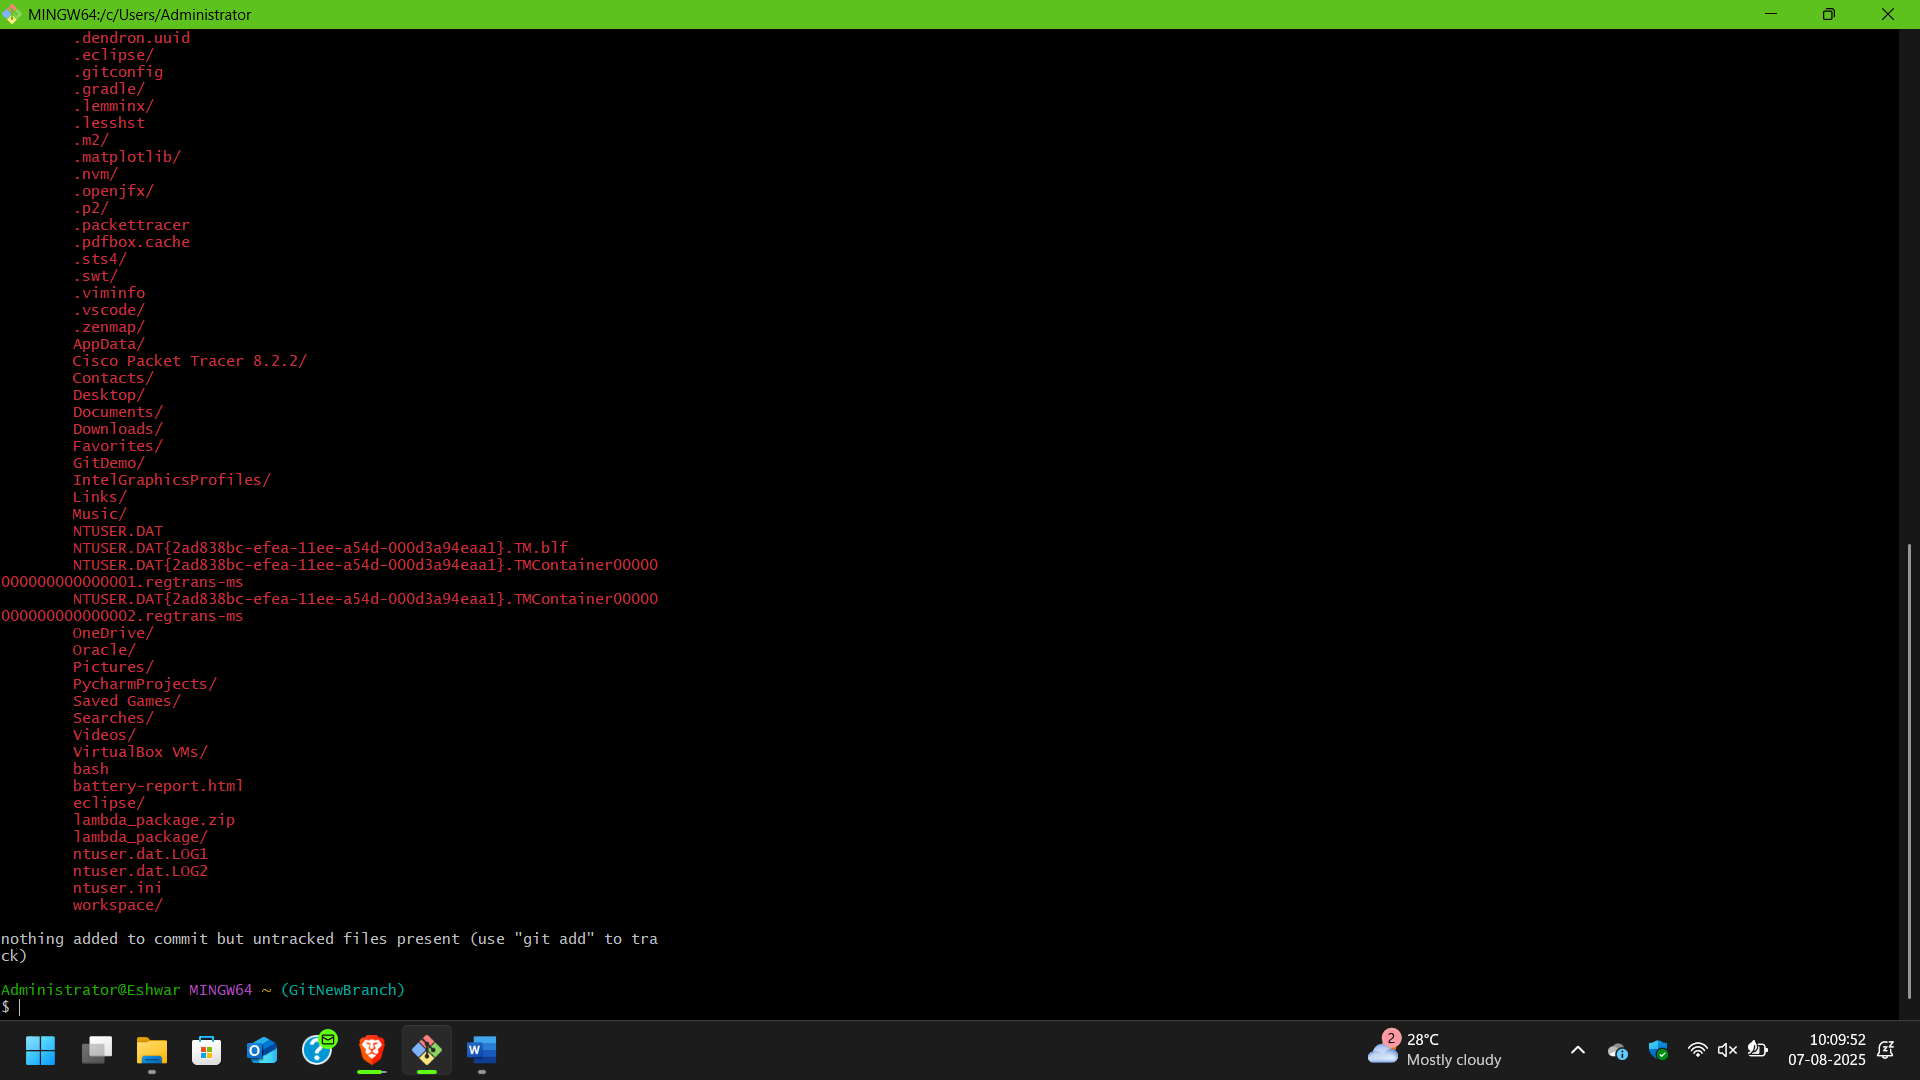 MINGW64:/c/Users/Administrator
.dendron.uuid
.eclipse/
.gitconfig
.gradle/
.lemminx/
.lesshst
.m2/
.matplotlib/
.nvm/
.openjfx/
.p2/
.packettracer
.pdfbox.cache
.sts4/
.swt/
.viminfo
.vscode/
.zenmap/
AppData/
Cisco Packet Tracer 8.2.2/
Contacts/
Desktop/
Documents/
Downloads/
Favorites/
GitDemo/
IntelGraphicsProfiles/
Links/
Music/
NTUSER.DAT
NTUSER.DAT{2ad838bc-efea-11ee-a54d-000d3a94eaa1}.TM.blf
NTUSER.DAT{2ad838bc-efea-11ee-a54d-000d3a94eaa1}.TMContainer00000
000000000000001.regtrans-ms
NTUSER.DAT{2ad838bc-efea-11ee-a54d-000d3a94eaa1}.TMContainer00000
000000000000002.regtrans-ms
OneDrive/
Oracle/
Pictures/
PycharmProjects/
Saved Games/
Searches/
Videos/
VirtualBox VMs/
bash
battery-report.html
eclipse/
lambda_package.zip
lambda_package/
ntuser.dat.LOG1
ntuser.dat.LOG2
ntuser.ini
workspace/
nothing added to commit but untracked files present (use "git add" to tra
ck)
Administrator@Eshwar MINGW64 ~ (GitNewBranch)
$
2 28°C
Mostly cloudy
10:09:52
07-08-2025